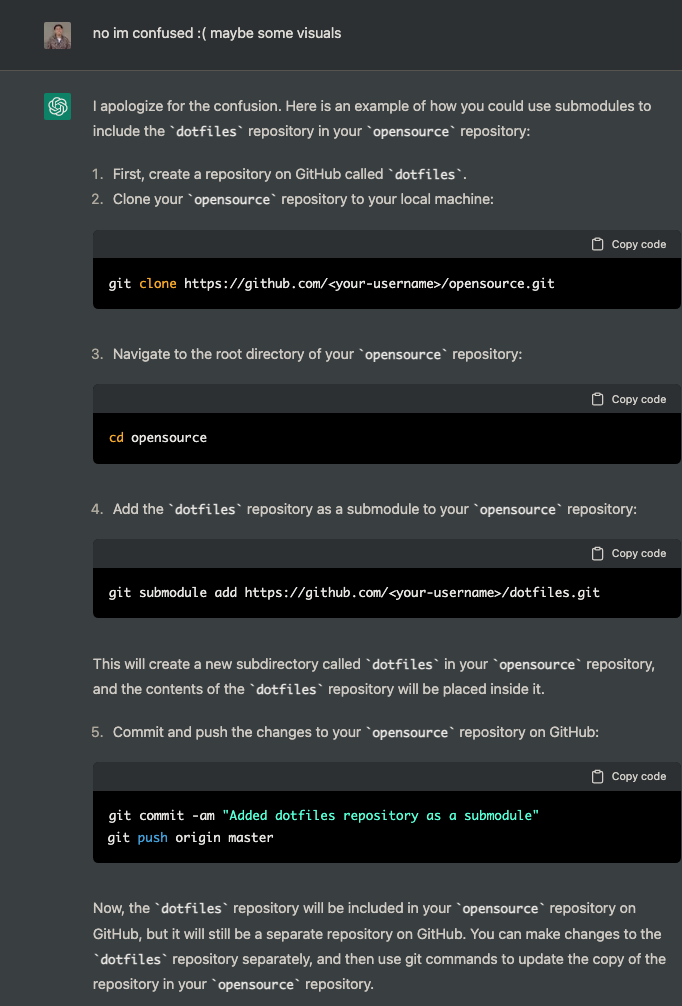 no im confused :( maybe some visuals
I apologize for the confusion. Here is an example of how you could use submodules to
include the `dotfiles` repository in your `opensource` repository:
1. First, create a repository on GitHub called `dotfiles`.
2. Clone your `opensource` repository to your local machine:
Copy code
git clone https://github.com/<your-username>/opensource.git
3. Navigate to the root directory of your `opensource` repository:
Copy code
cd opensource
4. Add the `dotfiles` repository as a submodule to your `opensource` repository:
Copy code
git submodule add https://github.com/<your-username>/dotfiles.git
This will create a new subdirectory called `dotfiles` in your `opensource` repository,
and the contents of the `dotfiles` repository will be placed inside it.
5. Commit and push the changes to your `opensource` repository on GitHub:
Copy code
git commit -am "Added dotfiles repository as a submodule"
git push origin master
Now, the `dotfiles` repository will be included in your `opensource` repository on
GitHub, but it will still be a separate repository on GitHub. You can make changes to the
`dotfiles` repository separately, and then use git commands to update the copy of the
repository in your `opensource` repository.